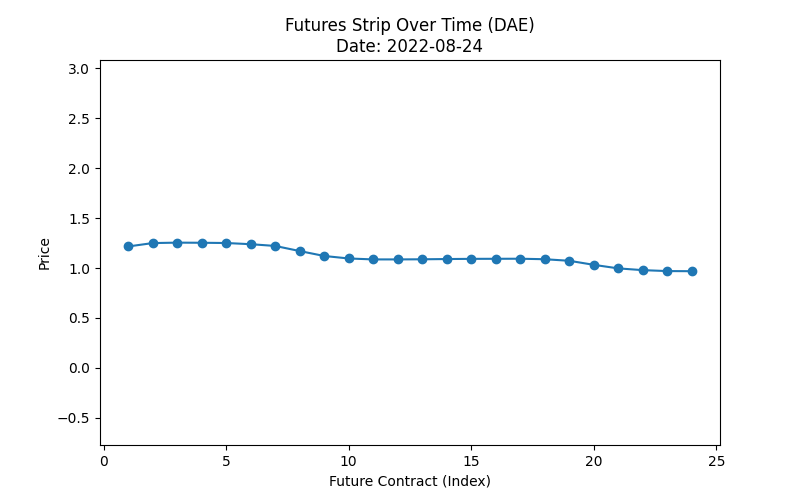 Futures Strip Over Time (DAE)
Date: 2022-08-24
3.0
2.5
2.0
1.5
1.0
0.5
0.0
−0.5
Price
0 5 10 15 20 25
Future Contract (Index)